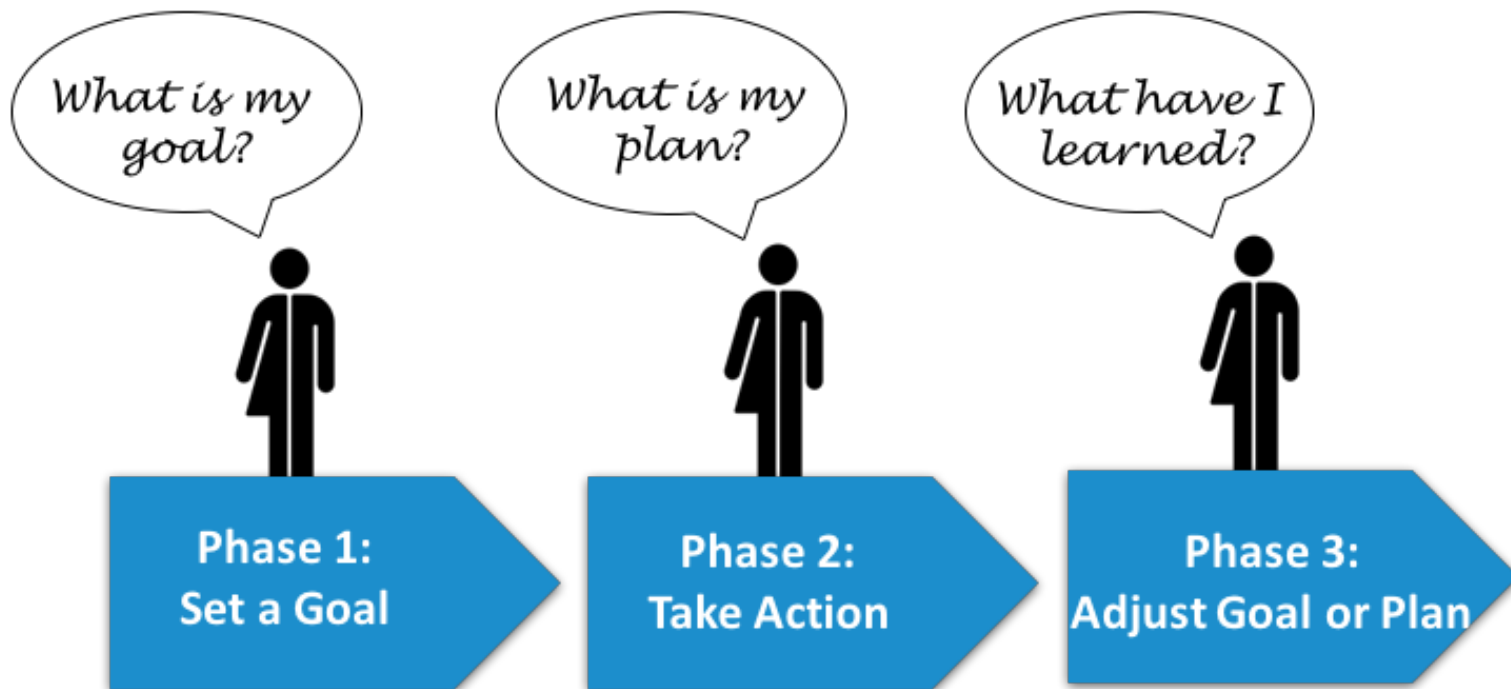 What is my
goal?
What is my
plan?
What have I
learned?
Phase 1:
Set a Goal
Phase 2:
Take Action
Phase 3:
Adjust Goal or Plan